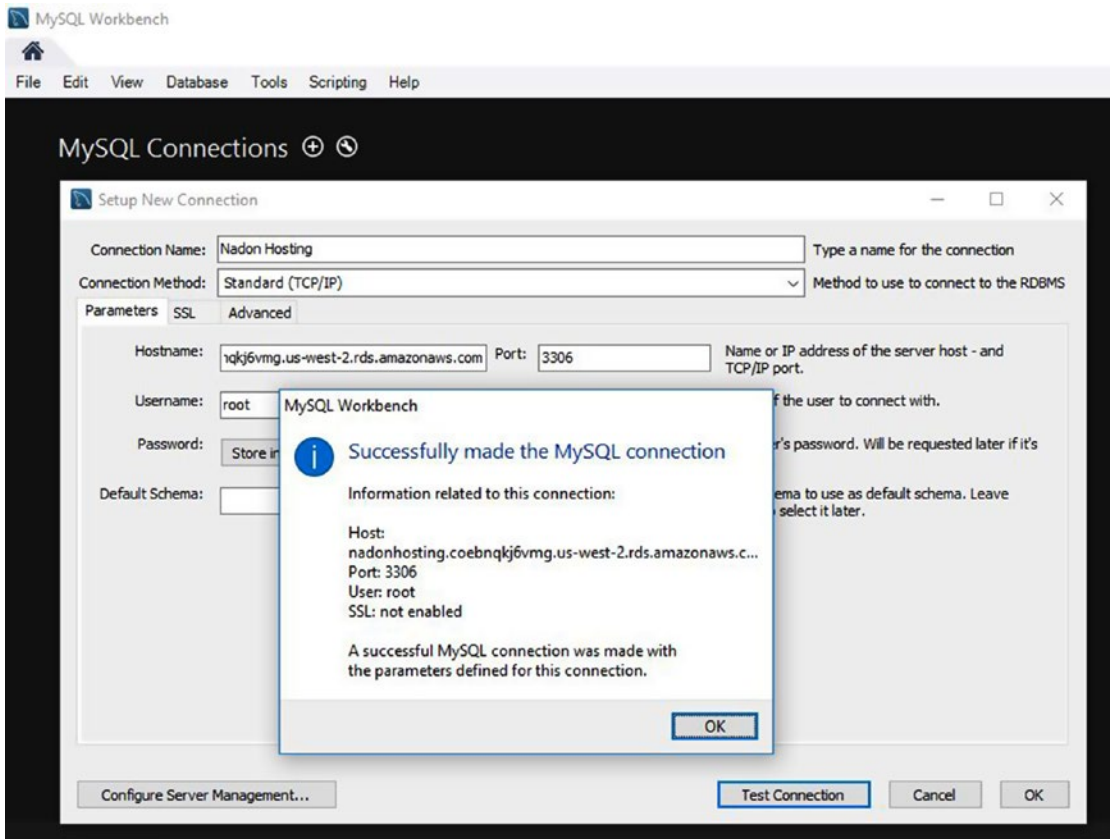 MySQL Workbench
File Edit View Database Tools Scripting Help
MySQL Connections
Setup New Connection
Connection Name: Nadon Hosting Type a name for the connection
Connection Method: Standard (TCP/IP) Method to use to connect to the RDBMS
Parameters SSL Advanced
Hostname: nqkj6vmg.us-west-2.rds.amazonaws.com Port: 3306 Name or IP address of the server host - and
TCP/IP port.
Username: root f the user to connect with.
Password: Store in r's password. Will be requested later if it's
Default Schema: ema to use as default schema. Leave
select it later.
MySQL Workbench
Successfully made the MySQL connection
Information related to this connection:
Host:
nadonhosting.coebnqkj6vmg.us-west-2.rds.amazonaws.c...
Port: 3306
User: root
SSL: not enabled
A successful MySQL connection was made with
the parameters defined for this connection.
OK
Configure Server Management... Test Connection Cancel OK